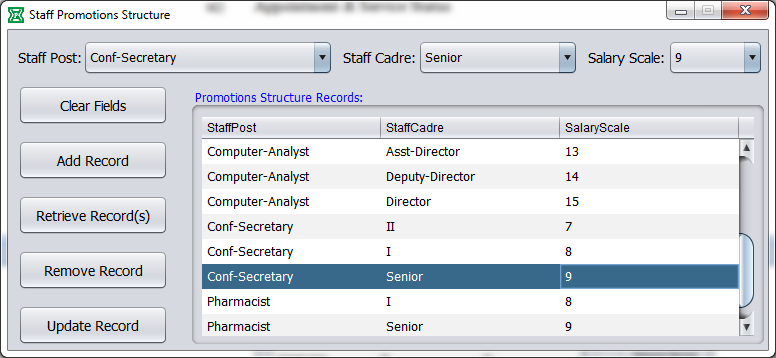 Staff Promotions Structure
Staff Post: Conf-Secretary Staff Cadre: Senior Salary Scale: 9
Clear Fields
Add Record
Retrieve Record(s)
Remove Record
Update Record
Promotions Structure Records:
StaffPost StaffCadre SalaryScale
Computer-Analyst Asst-Director 13
Computer-Analyst Deputy-Director 14
Computer-Analyst Director 15
Conf-Secretary II 7
Conf-Secretary I 8
Conf-Secretary Senior 9
Pharmacist I 8
Pharmacist Senior 9